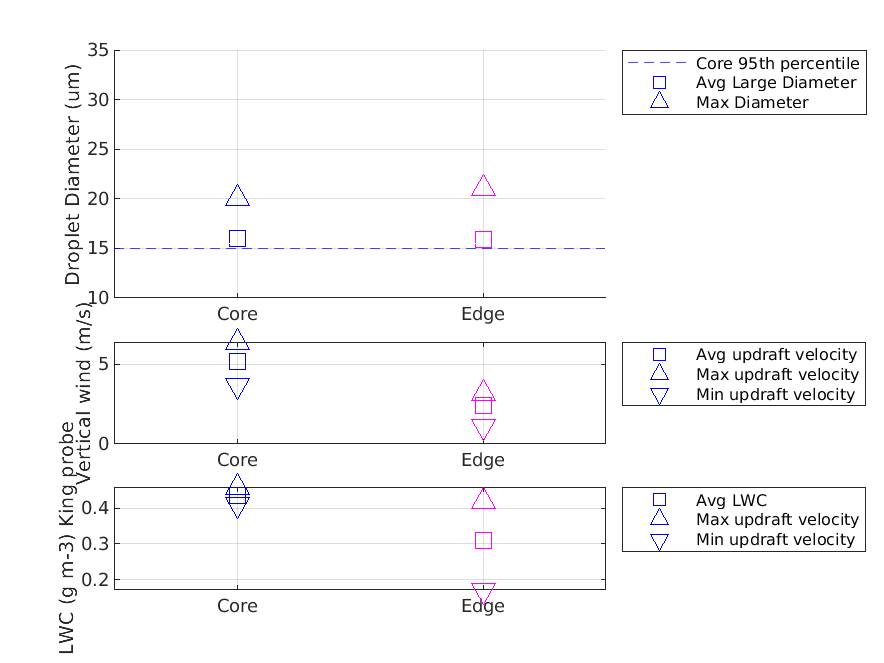 35
30
25
20
15
10
Droplet Diameter (um)
Core
Edge
Core 95th percentile
Avg Large Diameter
Max Diameter
5
0
Vertical wind (m/s)
Core
Edge
Avg updraft velocity
Max updraft velocity
Min updraft velocity
0.4
0.3
0.2
LWC (g m-3) King probe
Core
Edge
Avg LWC
Max updraft velocity
Min updraft velocity